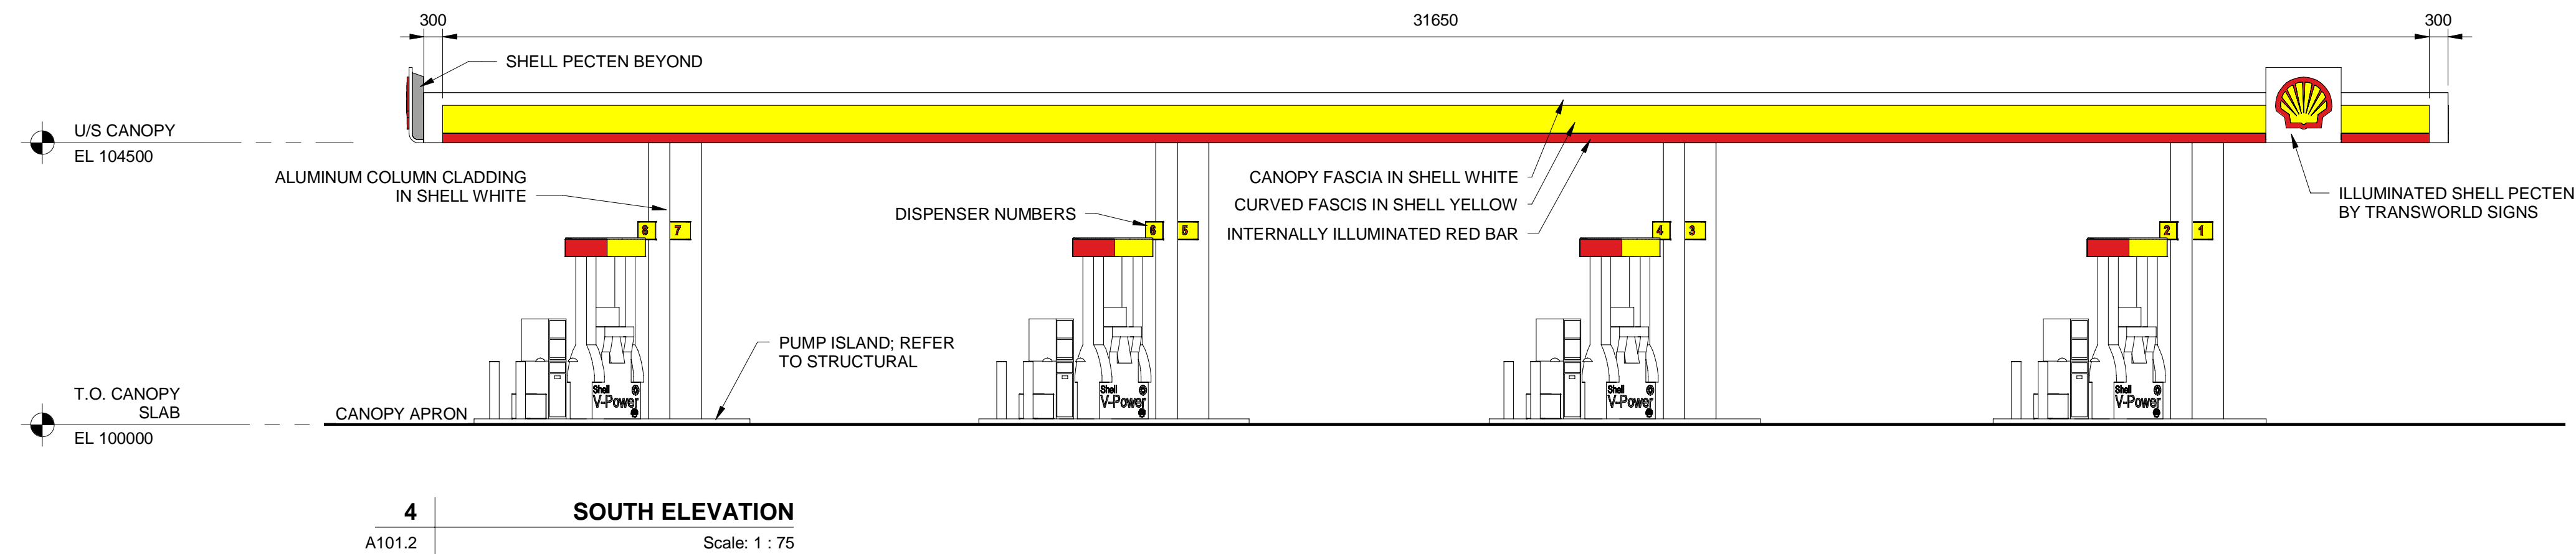 300
31650
300
SHELL PECTEN BEYOND
U/S CANOPY
EL 104500
ALUMINUM COLUMN CLADDING
IN SHELL WHITE
DISPENSER NUMBERS
CANOPY FASCIA IN SHELL WHITE
CURVED FASCIS IN SHELL YELLOW
INTERNALLY ILLUMINATED RED BAR
ILLUMINATED SHELL PECTEN
BY TRANSWORLD SIGNS
8 7
6 5
4 3
2 1
PUMP ISLAND; REFER
TO STRUCTURAL
Shell
V-Power
Shell
V-Power
Shell
V-Power
Shell
V-Power
T.O. CANOPY
SLAB
EL 100000
CANOPY APRON
4 SOUTH ELEVATION
A101.2 Scale: 1 : 75